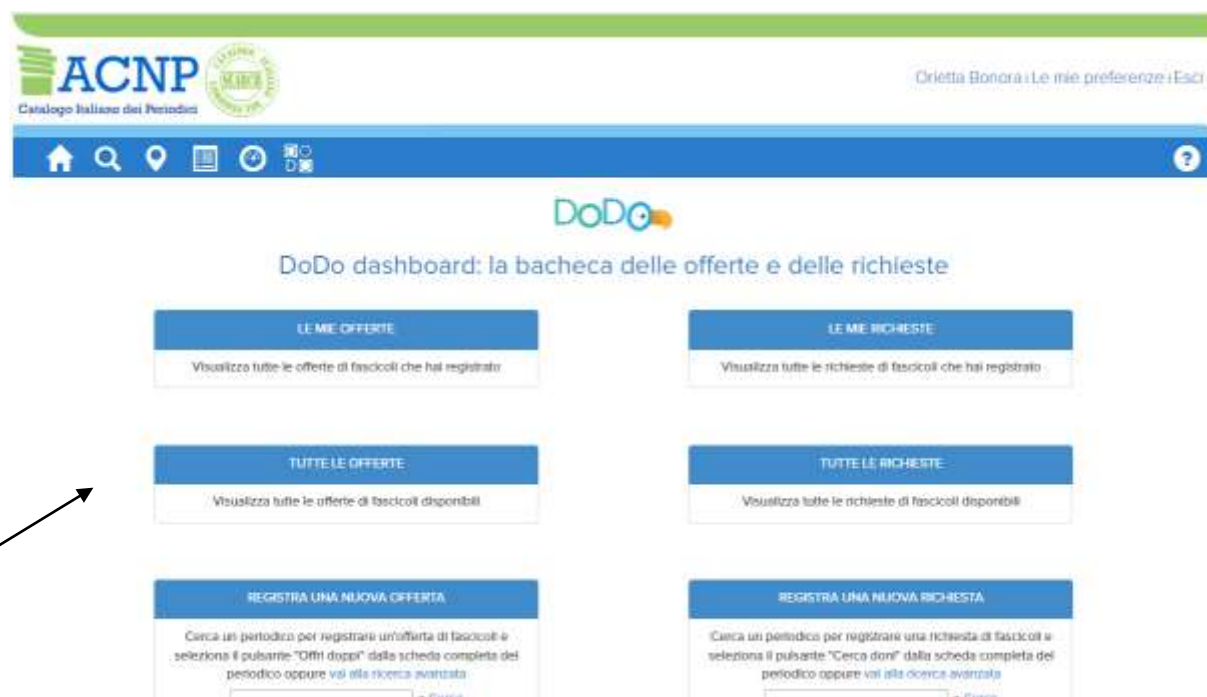 ACNP
Catalogo Italiano dei Periodici
SEARCH
Orietta Bonora | Le mie preferenze | Esci
?
DoDo
DoDo dashboard: la bacheca delle offerte e delle richieste
LE MIE OFFERTE
Visualizza tutte le offerte di fascicoli che hai registrato
LE MIE RICHIESTE
Visualizza tutte le richieste di fascicoli che hai registrato
TUTTE LE OFFERTE
Visualizza tutte le offerte di fascicoli disponibili
TUTTE LE RICHIESTE
Visualizza tutte le richieste di fascicoli disponibili
REGISTRA UNA NUOVA OFFERTA
Cerca un periodico per registrare un'offerta di fascicoli e
seleziona il pulsante "Offri doppi" dalla scheda completa del
periodico oppure vai alla ricerca avanzata
Cerca
REGISTRA UNA NUOVA RICHIESTA
Cerca un periodico per registrare una richiesta di fascicoli e
seleziona il pulsante "Cerca doni" dalla scheda completa del
periodico oppure vai alla ricerca avanzata
Cerca